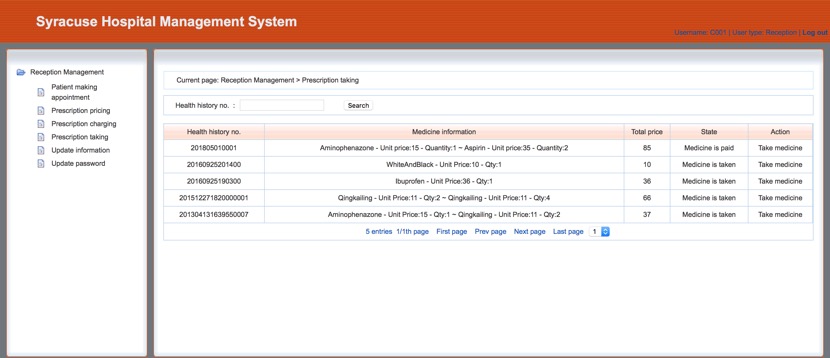 Syracuse Hospital Management System
Username: C001 | User type: Reception | Log out
Reception Management
Patient making
appointment
Prescription pricing
Prescription charging
Prescription taking
Update information
Update password
Current page: Reception Management > Prescription taking
Health history no. : Search
Health history no. Medicine information Total price State Action
201805010001 Aminophenazone - Unit price:15 - Quantity:1 ~ Aspirin - Unit price:35 - Quantity:2 85 Medicine is paid Take medicine
20160925201400 WhiteAndBlack - Unit Price:10 - Qty:1 10 Medicine is taken Take medicine
20160925190300 Ibuprofen - Unit Price:36 - Qty:1 36 Medicine is taken Take medicine
201512271820000001 Qingkailing - Unit Price:11 - Qty:2 ~ Qingkailing - Unit Price:11 - Qty:4 66 Medicine is taken Take medicine
201304131639550007 Aminophenazone - Unit Price:15 - Qty:1 ~ Qingkailing - Unit Price:11 - Qty:2 37 Medicine is taken Take medicine
5 entries 1/1th page First page Prev page Next page Last page 1